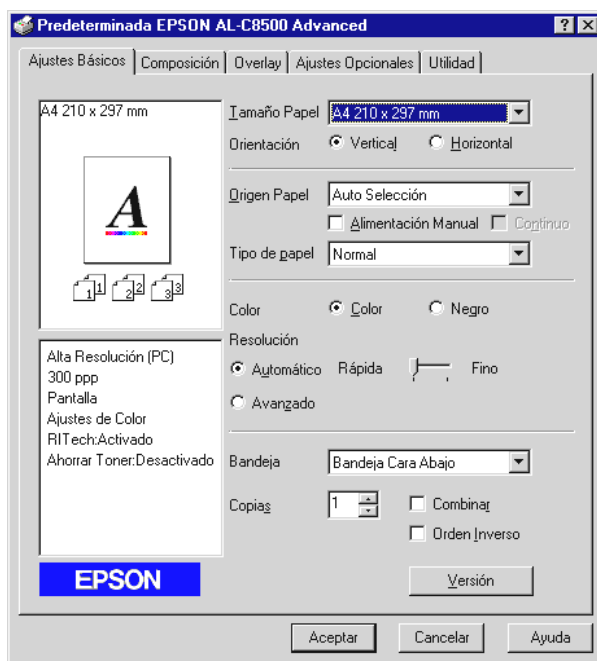 Predeterminada EPSON AL-C8500 Advanced
Ajustes Básicos Composición Overlay Ajustes Opcionales Utilidad
A4 210 x 297 mm
A
1 1 2 2 3 3
Tamaño Papel A4 210 x 297 mm
Orientación Vertical Horizontal
Origen Papel Auto Selección
Alimentación Manual Continuo
Tipo de papel Normal
Color Color Negro
Resolución
Automático Rápida Fino
Avanzado
Alta Resolución (PC)
300 ppp
Pantalla
Ajustes de Color
RITech:Activado
Ahorrar Toner:Desactivado
Bandeja Bandeja Cara Abajo
Copias 1 Combinar
Orden Inverso
EPSON
Versión
Aceptar Cancelar Ayuda